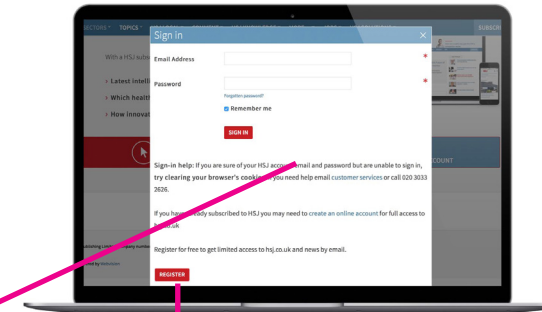 SECTORS TOPICS
SUBSCRI
Sign in
With a HSJ subs
Email Address
*
› Latest intelli
Password
*
› Which healt
Forgotten password?
Remember me
› How innovat
SIGN IN
COUNT
Sign-in help: If you are sure of your HSJ account email and password but are unable to sign in,
try clearing your browser's cookies. you need help email customer services or call 020 3033
2626.
If you have already subscribed to HSJ you may need to create an online account for full access to
Register for free to get limited access to hsj.co.uk and news by email.
REGISTER